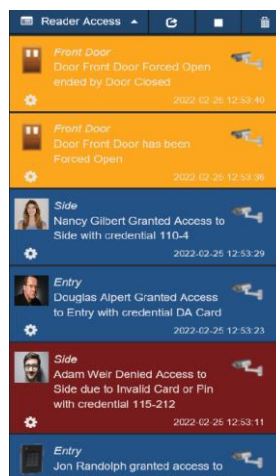 Reader Access
Front Door
Door Front Door Forced Open
ended by Door Closed
2022-02-25 12:53:40
Front Door
Door Front Door has been
Forced Open
2022-02-25 12:53:36
Side
Nancy Gilbert Granted Access to
Side with credential 110-4
2022-02-25 12:53:29
Entry
Douglas Alpert Granted Access
to Entry with credential DA Card
2022-02-25 12:53:23
Side
Adam Weir Denied Access to
Side due to Invalid Card or Pin
with credential 115-212
2022-02-25 12:53:11
Entry
Jon Randolph granted access to